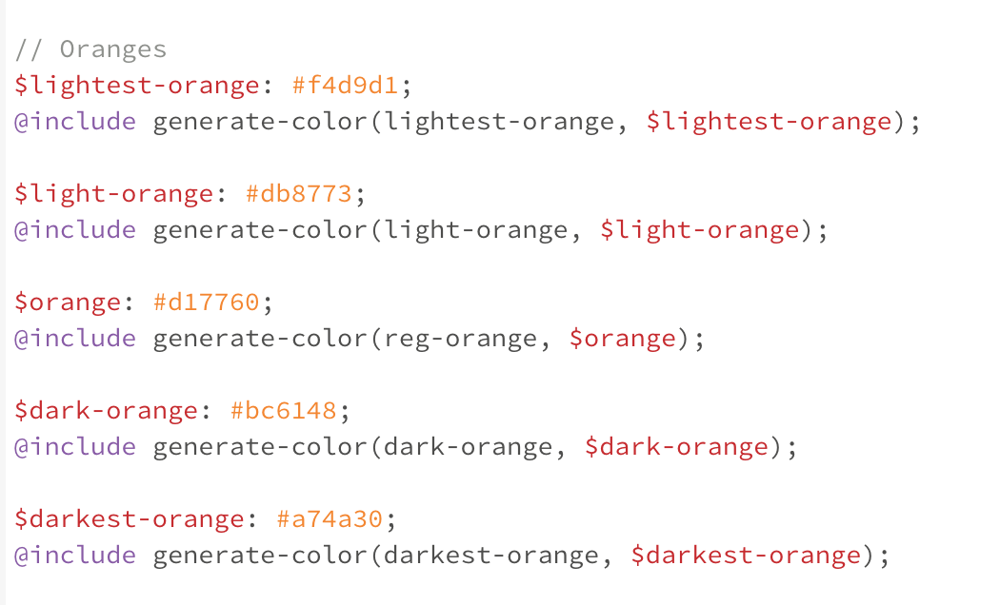 // Oranges
$lightest-orange: #f4d9d1;
@include generate-color(lightest-orange, $lightest-orange);
$light-orange: #db8773;
@include generate-color(light-orange, $light-orange);
$orange: #d17760;
@include generate-color(reg-orange, $orange);
$dark-orange: #bc6148;
@include generate-color(dark-orange, $dark-orange);
$darkest-orange: #a74a30;
@include generate-color(darkest-orange, $darkest-orange);